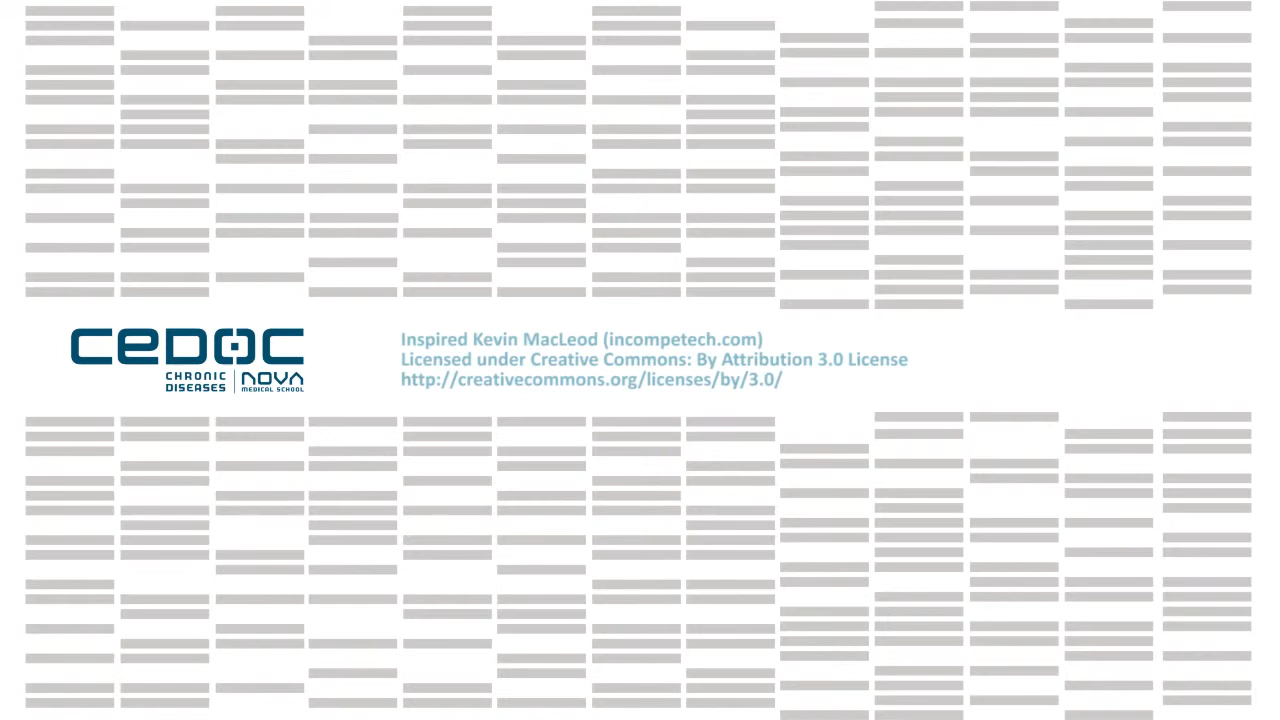 CEDOC
CHRONIC
DISEASES
NOVA
MEDICAL SCHOOL
Inspired Kevin MacLeod (incompetech.com)
Licensed under Creative Commons: By Attribution 3.0 License
http://creativecommons.org/licenses/by/3.0/